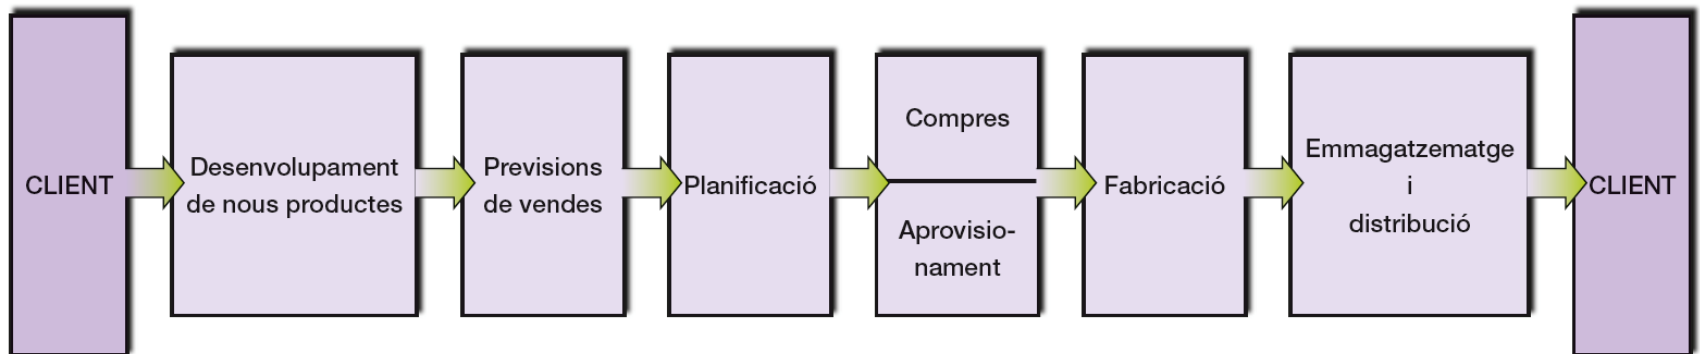 CLIENT
Desenvolupament
de nous productes
Previsions
de vendes
Planificació
Compres
Aprovisio-
nament
Fabricació
Emmagatzematge
i
distribució
CLIENT